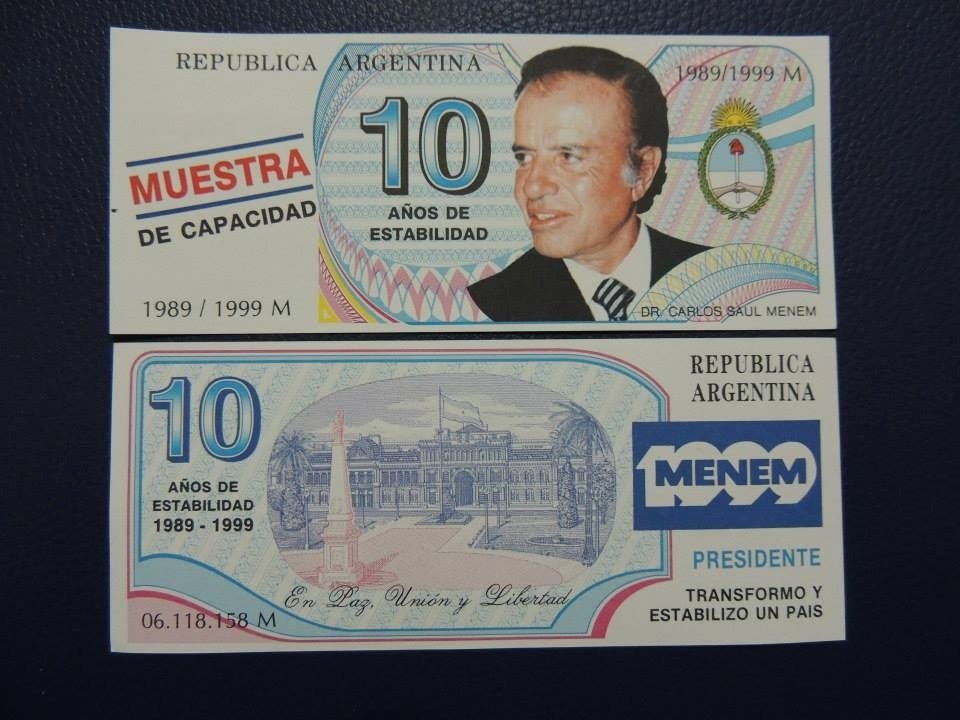 REPUBLICA ARGENTINA
1989/1999 M
10
AÑOS DE
ESTABILIDAD
MUESTRA
DE CAPACIDAD
1989 / 1999 M
DR. CARLOS SAUL MENEM
10
AÑOS DE
ESTABILIDAD
1989 - 1999
REPUBLICA
ARGENTINA
1999
MENEM
PRESIDENTE
TRANSFORMO Y
ESTABILIZO UN PAIS
En Paz, Unión y Libertad
06.118.158 M